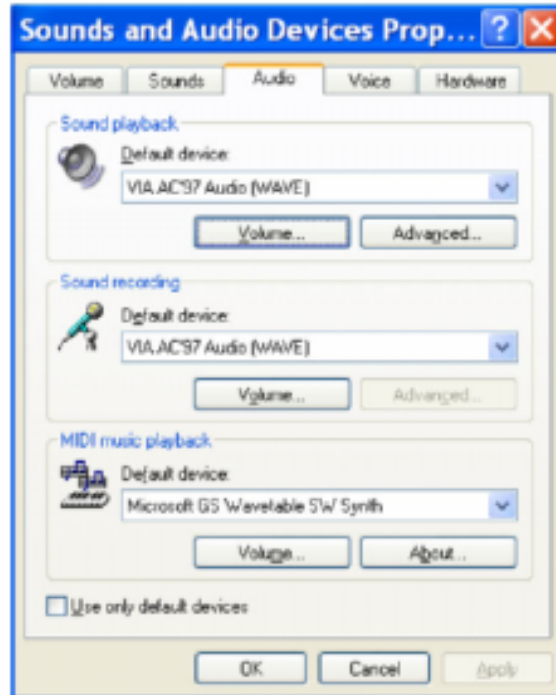 Sounds and Audio Devices Prop... ?
Volume Sounds Audio Voice Hardware
Sound playback
Default device:
VIA AC'97 Audio (WAVE)
Volume... Advanced...
Sound recording
Default device:
VIA AC'97 Audio (WAVE)
Volume... Advanced...
MIDI music playback
Default device:
Microsoft GS Wavetable SW Synth
Volume... About...
Use only default devices
OK Cancel Apply